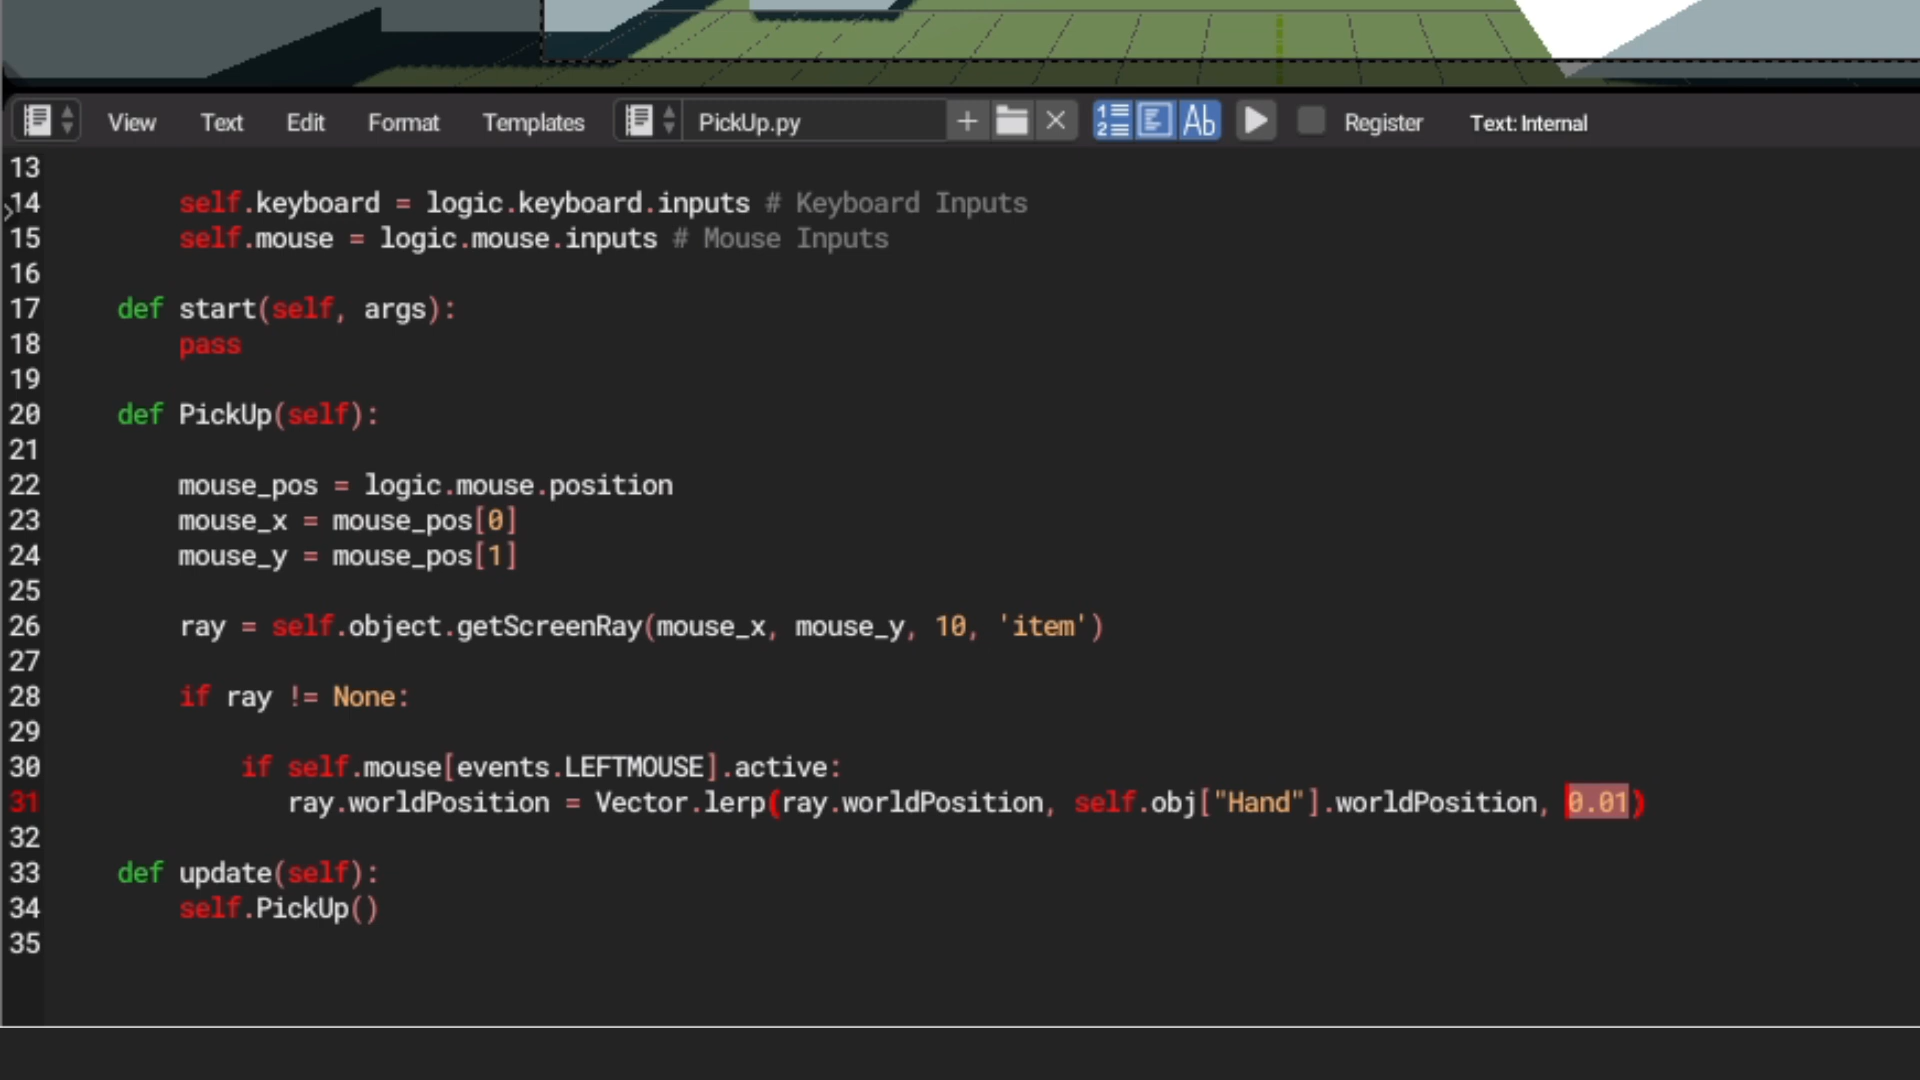 View Text Edit Format Templates PickUp.py Register Text: Internal
13
14 self.keyboard = logic.keyboard.inputs # Keyboard Inputs
15 self.mouse = logic.mouse.inputs # Mouse Inputs
16
17 def start(self, args):
18 pass
19
20 def PickUp(self):
21
22 mouse_pos = logic.mouse.position
23 mouse_x = mouse_pos[0]
24 mouse_y = mouse_pos[1]
25
26 ray = self.object.getScreenRay(mouse_x, mouse_y, 10, 'item')
27
28 if ray != None:
29
30 if self.mouse[events.LEFTMOUSE].active:
31 ray.worldPosition = Vector.lerp(ray.worldPosition, self.obj["Hand"].worldPosition, 0.01)
32
33 def update(self):
34 self.PickUp()
35